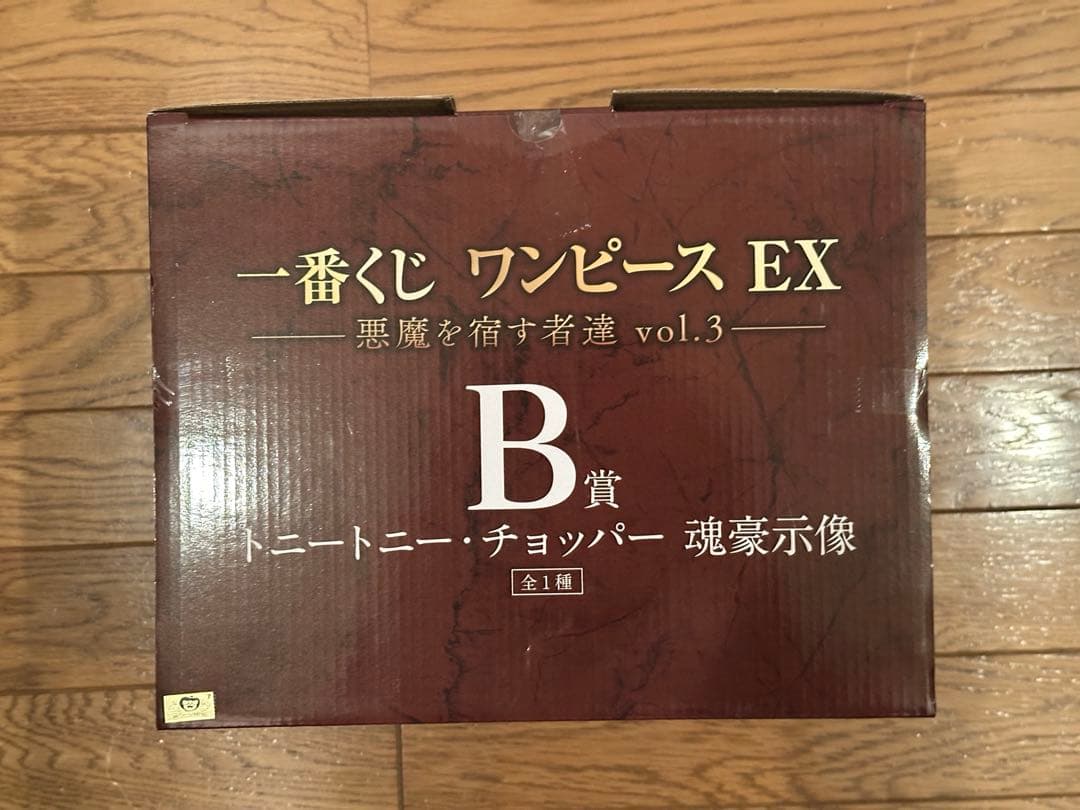 一番くじ ワンピース EX
悪魔を宿す者達 vol.3
B賞
トニートニー・チョッパー 魂豪示像
全1種